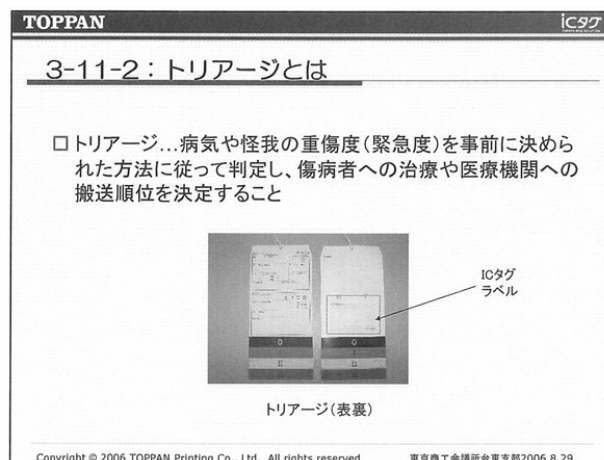 TOPPAN
ICタグ
3-11-2：トリアージとは
□トリアージ…病気や怪我の重傷度（緊急度）を事前に決めら
れた方法に従って判定し、傷病者への治療や医療機関への
搬送順位を決定すること
ICタグ
ラベル
0
0
II
II
トリアージ（表裏）
Copyright © 2006 TOPPAN Printing Co., Ltd. All rights reserved.
東京商工会議所台東支部2006.8.29